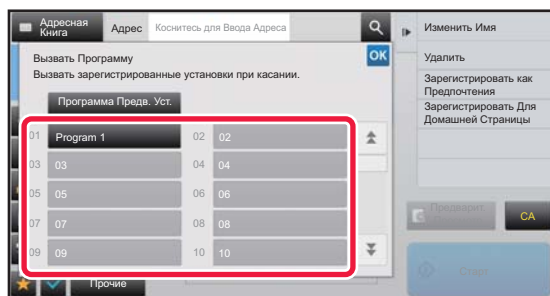 Адресная
Книга
Адрес
Коснитесь для Ввода Адреса
Вызвать Программу
OK
Вызвать зарегистрированные установки при касании.
Программа Предв. Уст.
01 Program 1
02 02
03 03
04 04
05 05
06 06
07 07
08 08
09 09
10 10
Прочие
Изменить Имя
Удалить
Зарегистрировать как
Предпочтения
Зарегистрировать Для
Домашней Страницы
Предварит.
CA
Старт